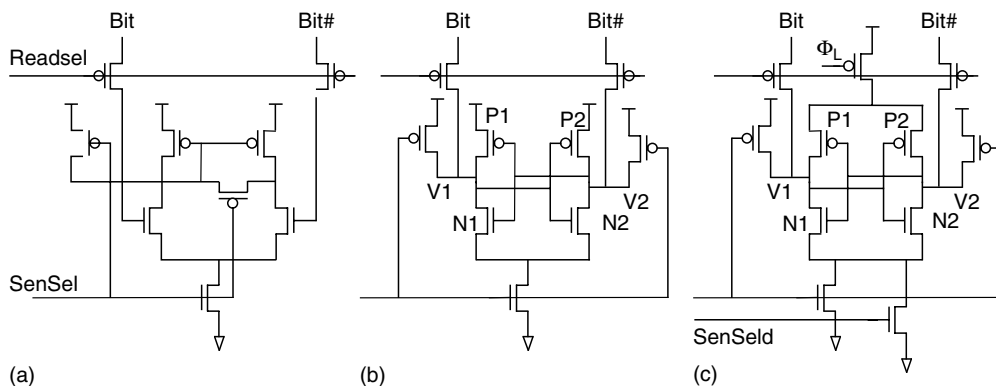 Bit Bit#
Readsel
SenSel
(a)
Bit Bit#
P1 P2
V1 V2
N1 N2
(b)
Bit Bit#
ΦL
P1 P2
V1 V2
N1 N2
SenSeld
(c)